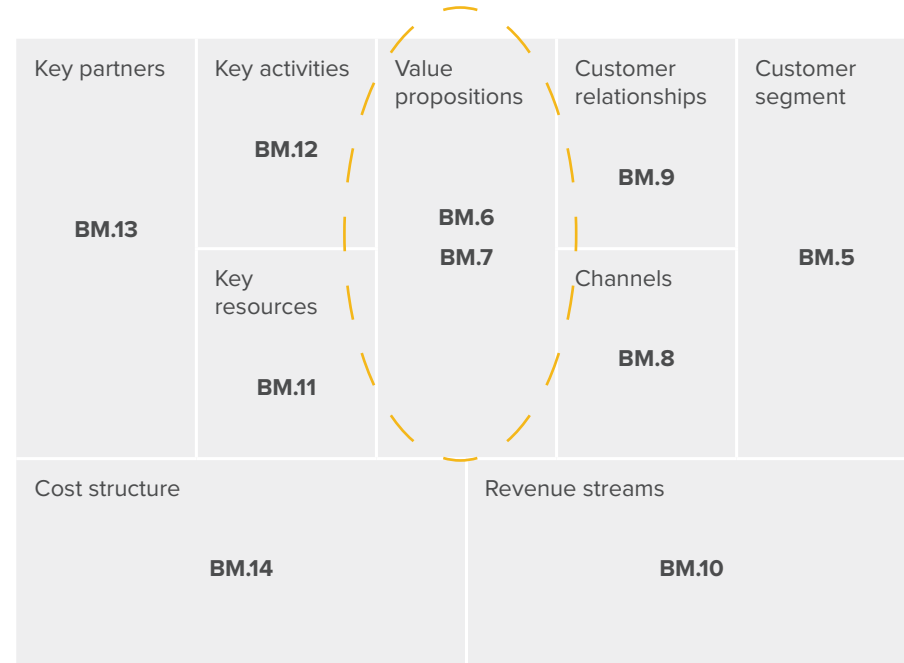 Key partners
BM.13
Key activities
BM.12
Key
resources
BM.11
Value
propositions
BM.6
BM.7
Customer
relationships
BM.9
Channels
BM.8
Customer
segment
BM.5
Cost structure
BM.14
Revenue streams
BM.10